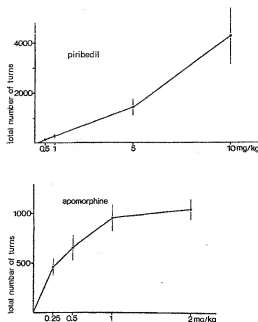 4000
piribedil
2000
total number of turns
0.5 1 5 10 mg/kg
apomorphine
1000
500
total number of turns
0.25 0.5 1 2 mg/kg